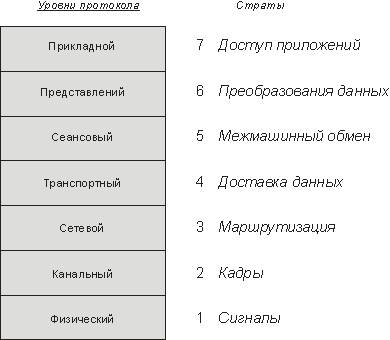 Уровни протокола Страты
Прикладной 7 Доступ приложений
Представлений 6 Преобразования данных
Сеансовый 5 Межмашинный обмен
Транспортный 4 Доставка данных
Сетевой 3 Маршрутизация
Канальный 2 Кадры
Физический 1 Сигналы